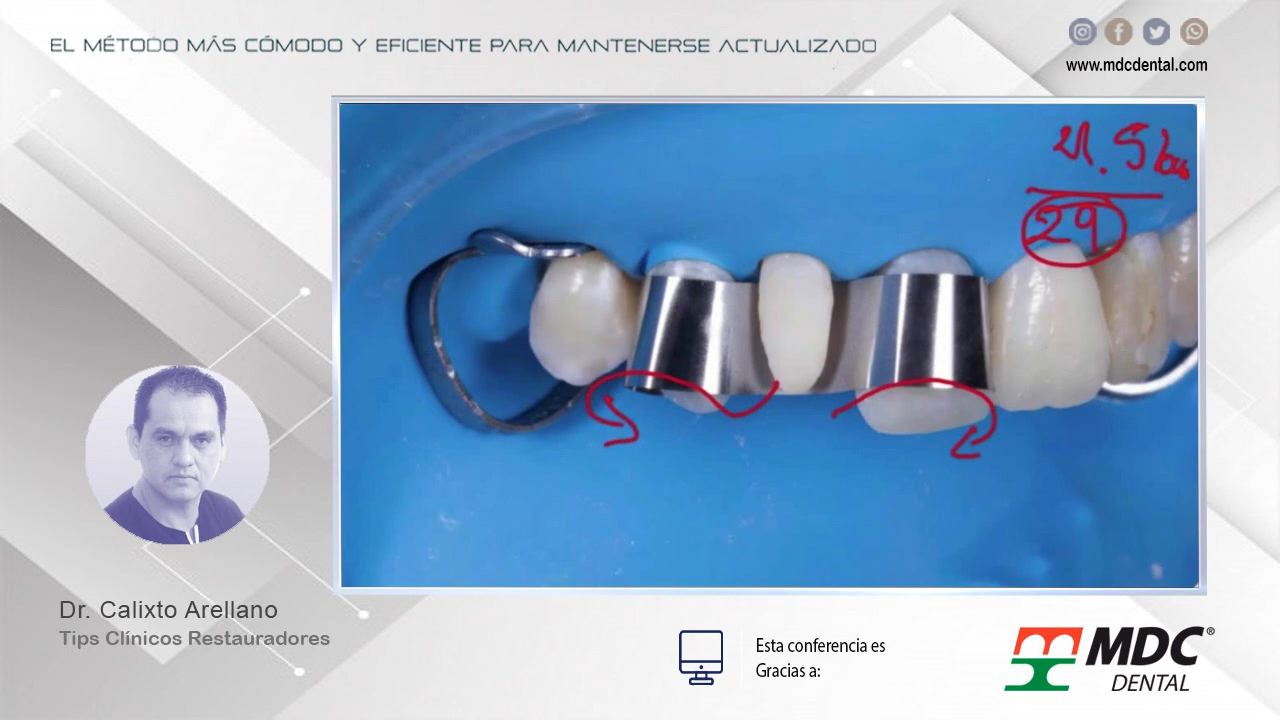 EL MÉTODO MÁS CÓMODO Y EFICIENTE PARA MANTENERSE ACTUALIZADO
www.mdcdental.com
29
Dr. Calixto Arellano
Tips Clínicos Restauradores
Esta conferencia es
Gracias a:
MDC®
DENTAL